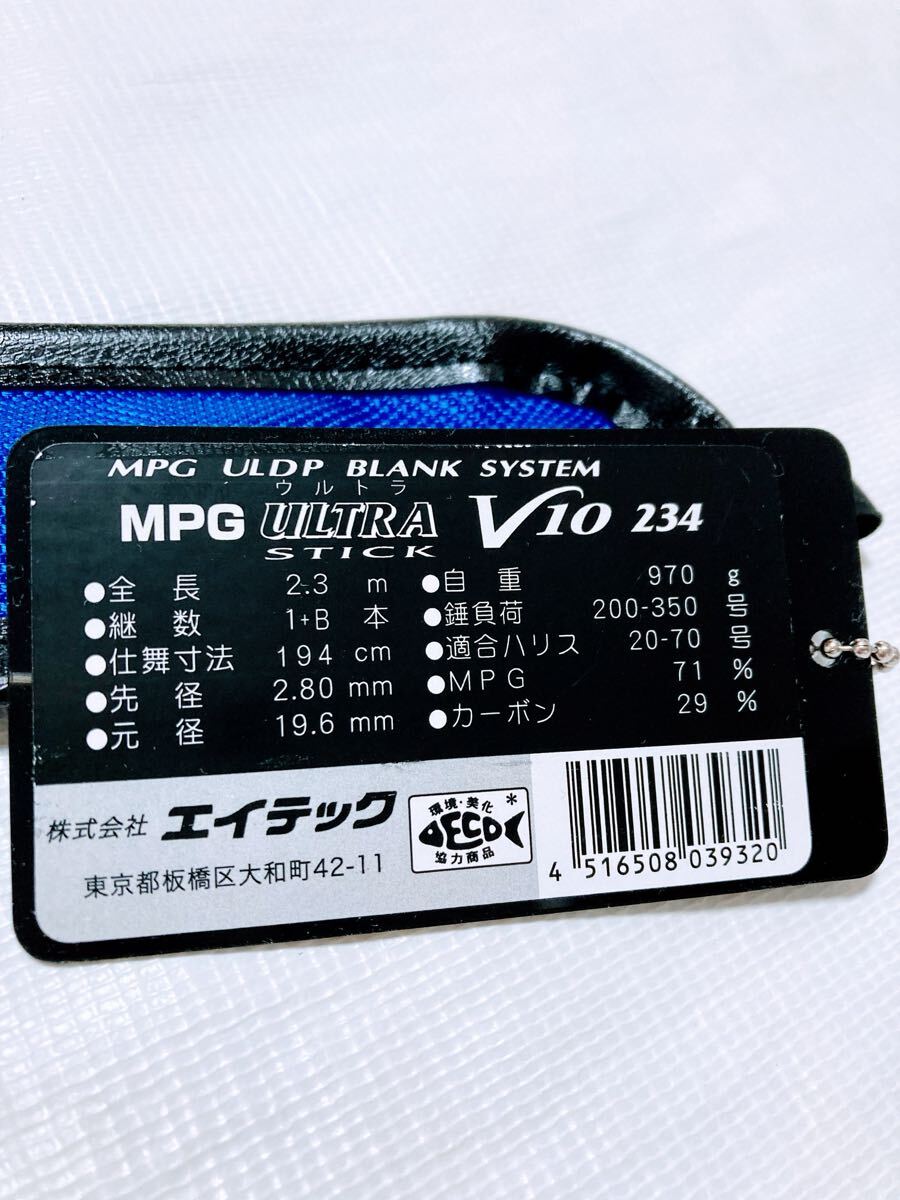 MPG ULDP BLANK SYSTEM
ウルトラ
MPG ULTRA V10 234
STICK
●全長 2.3 m
●継数 1+B 本
●仕舞寸法 194 cm
●先径 2.80 mm
●元径 19.6 mm
●自重 970 g
●錘負荷 200-350 号
●適合ハリス 20-70 号
●MPG 71 %
●カーボン 29 %
株式会社 エイテック
東京都板橋区大和町42-11
環境・美化*
DECO
協力商品
4 516508 039320